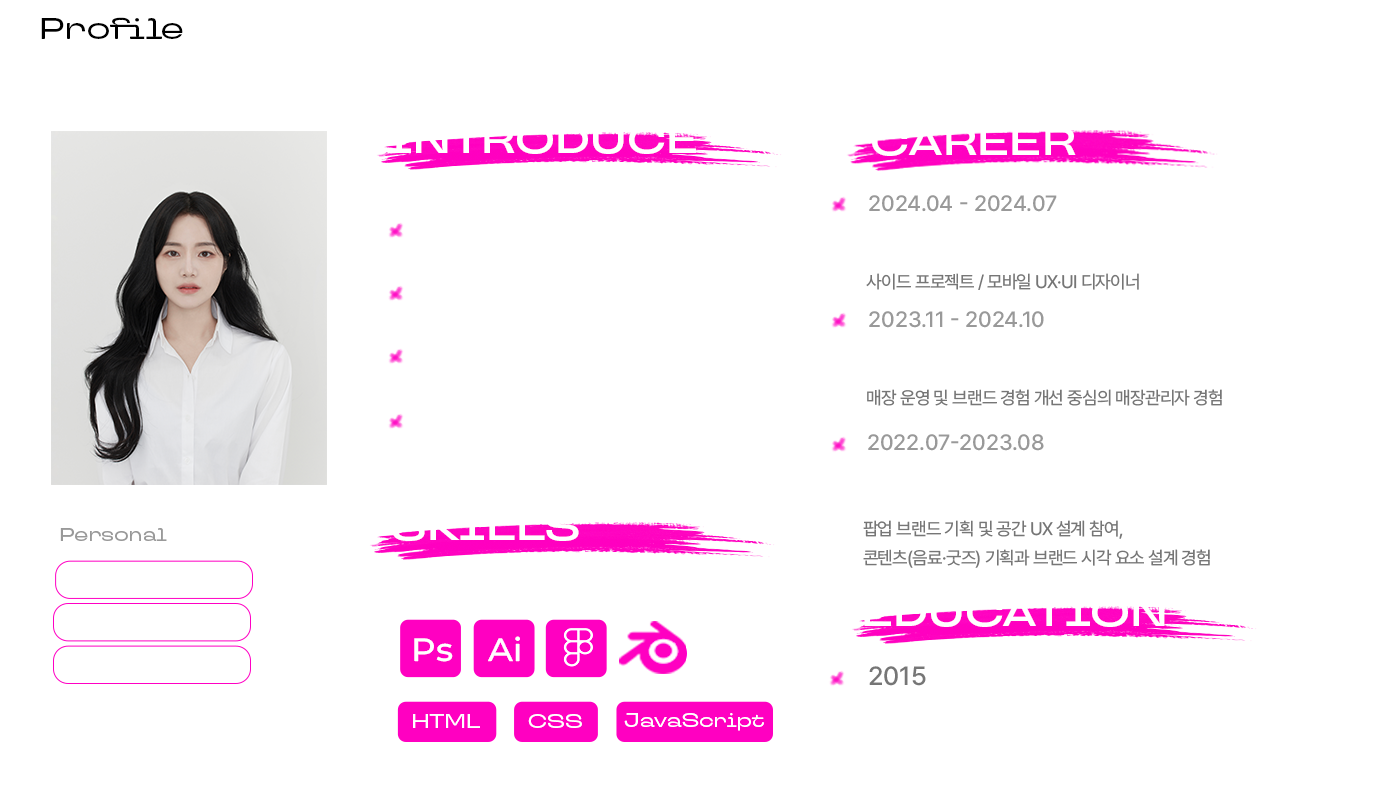 Profile
Personal
INTRODUCE
SKILLS
Ps
Ai
HTML
CSS
JavaScript
CAREER
2024.04 - 2024.07
사이드 프로젝트 / 모바일 UX·UI 디자이너
2023.11 - 2024.10
매장 운영 및 브랜드 경험 개선 중심의 매장관리자 경험
2022.07-2023.08
팝업 브랜드 기획 및 공간 UX 설계 참여,
콘텐츠(음료·굿즈) 기획과 브랜드 시각 요소 설계 경험
EDUCATION
2015